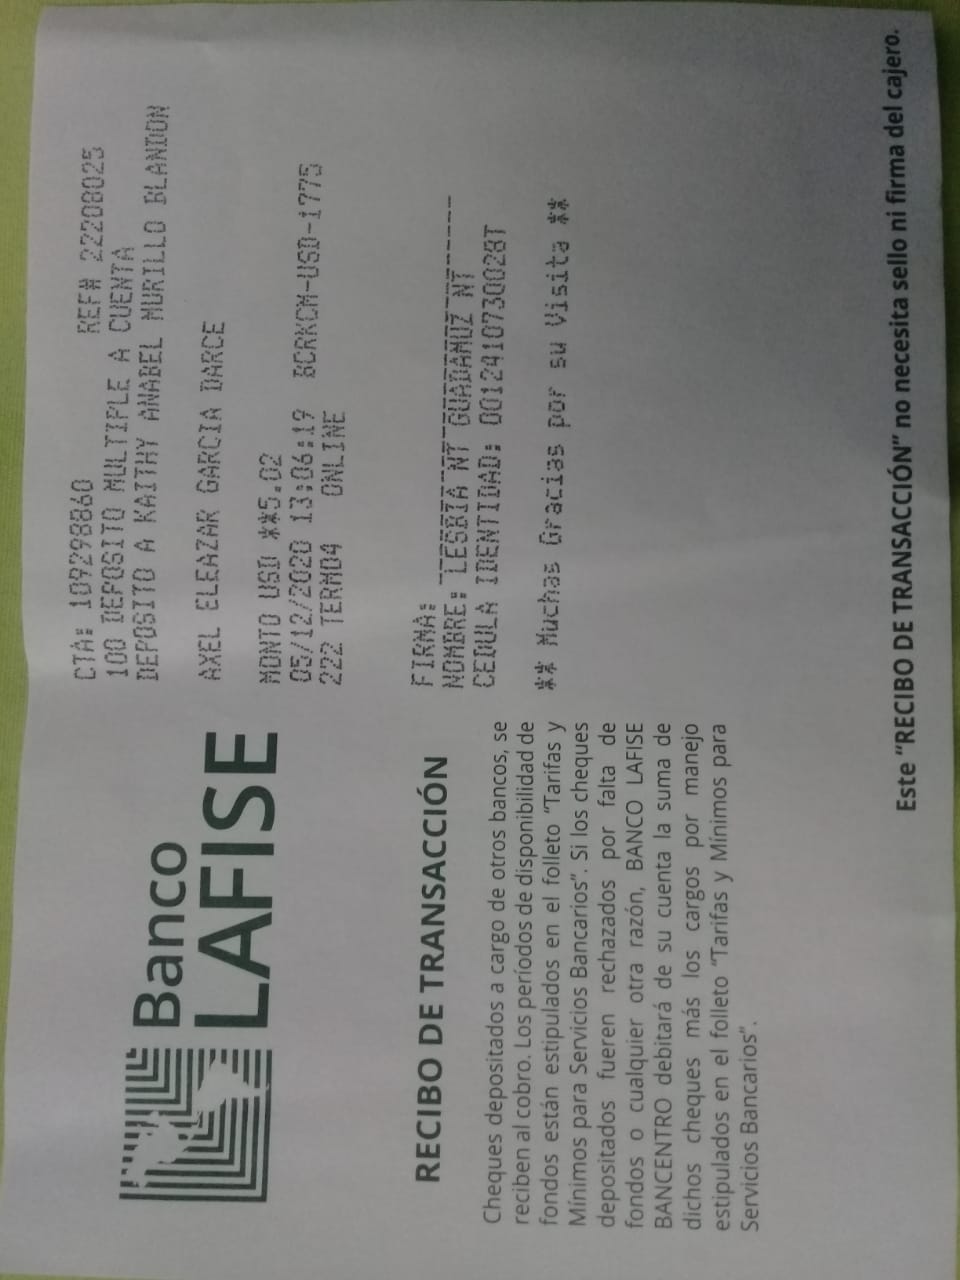 Banco
LAFISE
RECIBO DE TRANSACCIÓN
Cheques depositados a cargo de otros bancos, se
reciben al cobro. Los períodos de disponibilidad de
fondos están estipulados en el folleto "Tarifas y
Mínimos para Servicios Bancarios". Si los cheques
depositados fueren rechazados por falta de
fondos o cualquier otra razón, BANCO LAFISE
BANCENTRO debitará de su cuenta la suma de
dichos cheques más los cargos por manejo
estipulados en el folleto "Tarifas y Mínimos para
Servicios Bancarios".
CTA: 109298860 REF# 22208025
100 DEPOSITO MULTIPLE A CUENTA
DEPOSITO A KAITHY ANABEL MURILLO BLANDON
AXEL ELEAZAR GARCIA DARCE
MONTO USD **5.02
05/12/2020 13:06:19 BCRKCM-USD-1775
222 TERM04 ONLINE
FIRMA: --------------------
NOMBRE: LESBIA NT GUADAMUZ NT
CEDULA IDENTIDAD: 0012410730028T
** Muchas Gracias por su Visita **
Este "RECIBO DE TRANSACCIÓN" no necesita sello ni firma del cajero.